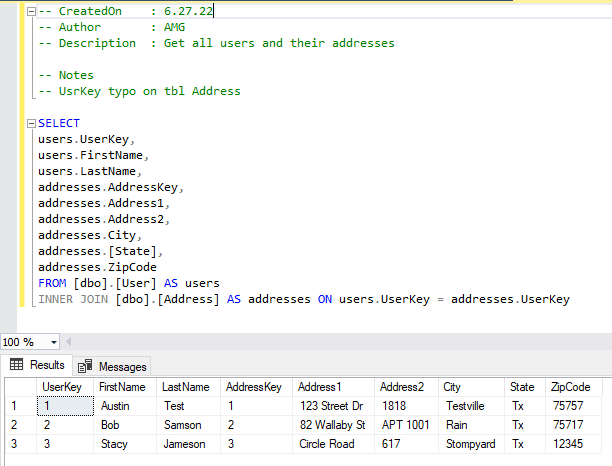 -- CreatedOn    : 6.27.22
-- Author       : AMG
-- Description  : Get all users and their addresses
-- Notes
-- UsrKey typo on tbl Address
SELECT
users.UserKey,
users.FirstName,
users.LastName,
addresses.AddressKey,
addresses.Address1,
addresses.Address2,
addresses.City,
addresses.[State],
addresses.ZipCode
FROM [dbo].[User] AS users
INNER JOIN [dbo].[Address] AS addresses ON users.UserKey = addresses.UserKey
100 %
Results Messages
UserKey FirstName LastName AddressKey Address1 Address2 City State ZipCode
1 1 Austin Test 1 123 Street Dr 1818 Testville Tx 75757
2 2 Bob Samson 2 82 Wallaby St APT 1001 Rain Tx 75717
3 3 Stacy Jameson 3 Circle Road 617 Stompyard Tx 12345